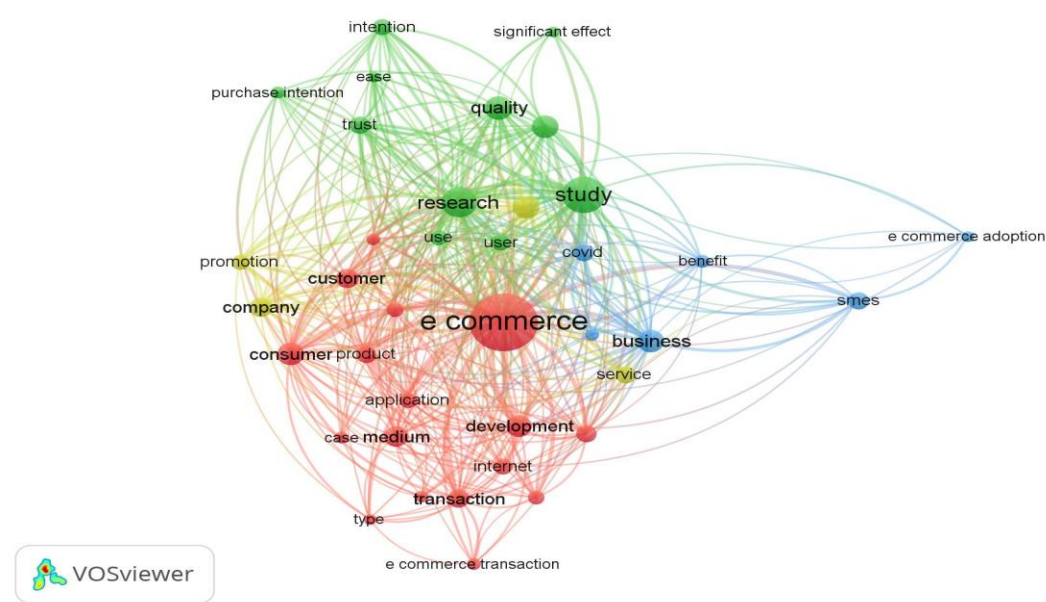 intention
significant effect
ease
purchase intention
quality
trust
study
research
use
user
e commerce adoption
covid
benefit
promotion
customer
smes
company
e commerce
business
consumer
product
service
application
development
case
medium
internet
transaction
type
e commerce transaction
VOSviewer